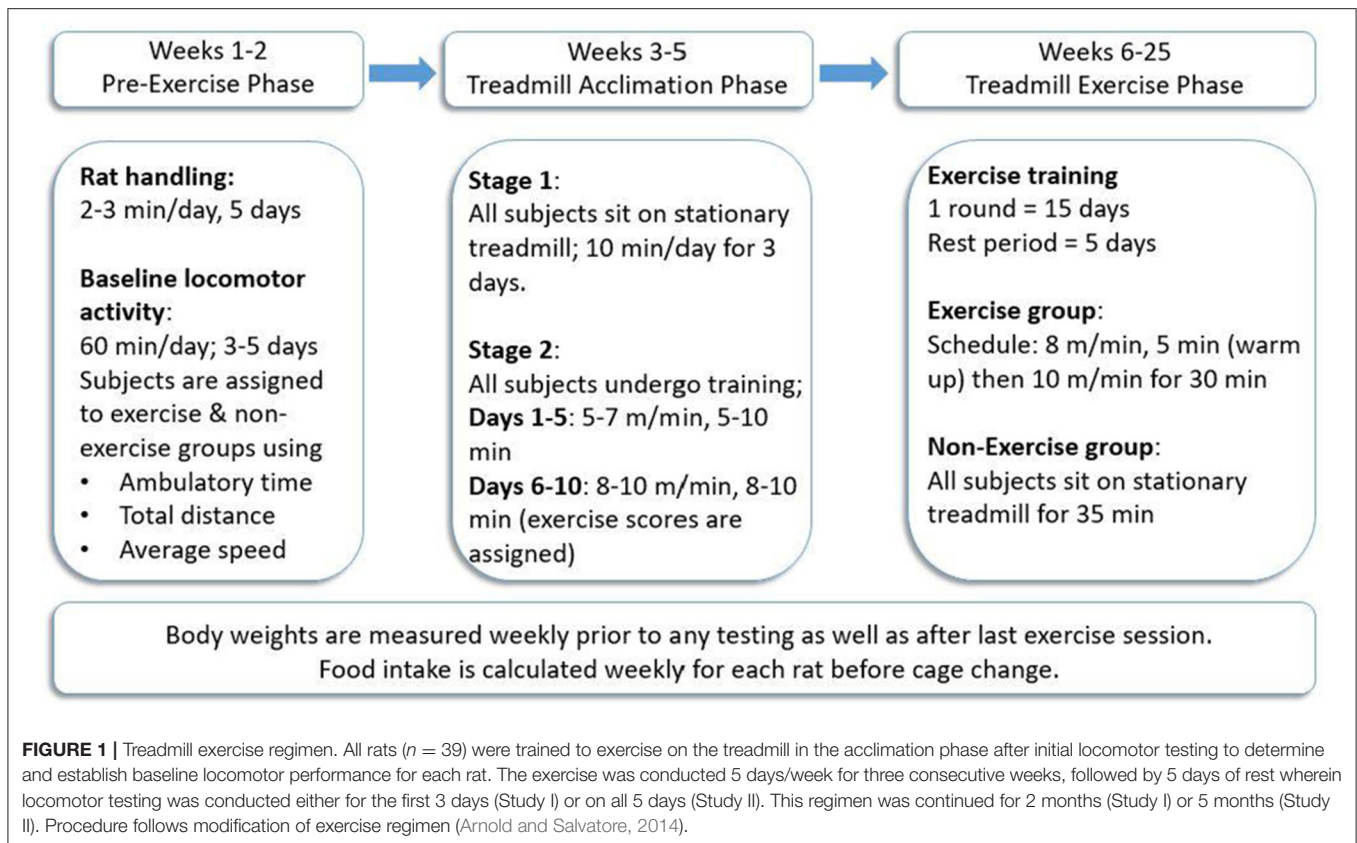 Weeks 1-2
Pre-Exercise Phase
Weeks 3-5
Treadmill Acclimation Phase
Weeks 6-25
Treadmill Exercise Phase
Rat handling:
2-3 min/day, 5 days
Baseline locomotor
activity:
60 min/day; 3-5 days
Subjects are assigned
to exercise & non-
exercise groups using
• Ambulatory time
• Total distance
• Average speed
Stage 1:
All subjects sit on stationary
treadmill; 10 min/day for 3
days.
Stage 2:
All subjects undergo training;
Days 1-5: 5-7 m/min, 5-10
min
Days 6-10: 8-10 m/min, 8-10
min (exercise scores are
assigned)
Exercise training
1 round = 15 days
Rest period = 5 days
Exercise group:
Schedule: 8 m/min, 5 min (warm
up) then 10 m/min for 30 min
Non-Exercise group:
All subjects sit on stationary
treadmill for 35 min
Body weights are measured weekly prior to any testing as well as after last exercise session.
Food intake is calculated weekly for each rat before cage change.
FIGURE 1 | Treadmill exercise regimen. All rats (n = 39) were trained to exercise on the treadmill in the acclimation phase after initial locomotor testing to determine
and establish baseline locomotor performance for each rat. The exercise was conducted 5 days/week for three consecutive weeks, followed by 5 days of rest wherein
locomotor testing was conducted either for the first 3 days (Study I) or on all 5 days (Study II). This regimen was continued for 2 months (Study I) or 5 months (Study
II). Procedure follows modification of exercise regimen (Arnold and Salvatore, 2014).